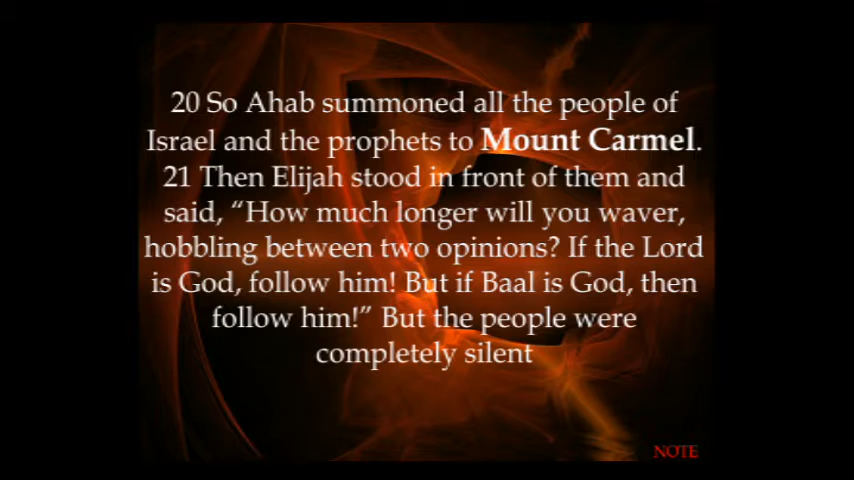 20 So Ahab summoned all the people of
Israel and the prophets to Mount Carmel.
21 Then Elijah stood in front of them and
said, “How much longer will you waver,
hobbling between two opinions? If the Lord
is God, follow him! But if Baal is God, then
follow him!” But the people were
completely silent
NOTE